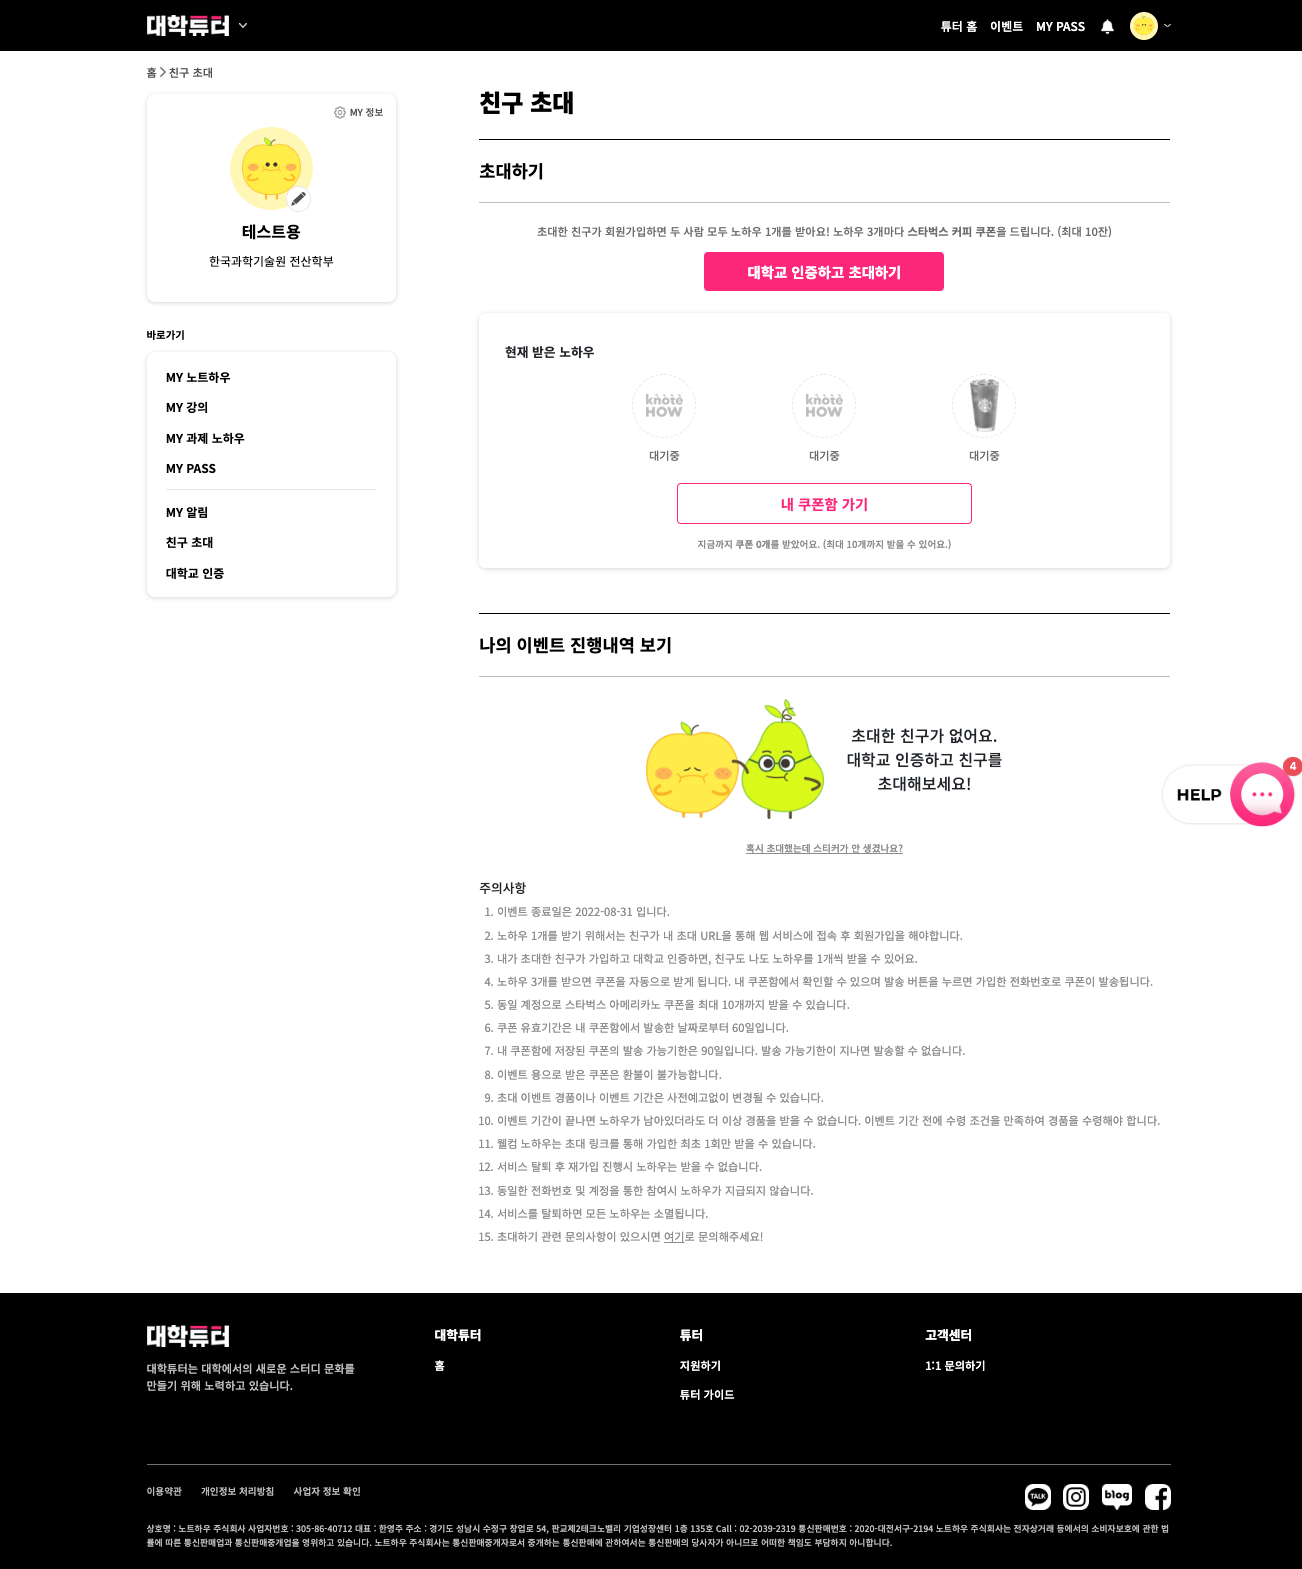 대학튜터
튜터 홈 이벤트 MY PASS
홈 > 친구 초대
MY 정보
테스트용
한국과학기술원 전산학부
바로가기
MY 노트하우
MY 강의
MY 과제 노하우
MY PASS
MY 알림
친구 초대
대학교 인증
친구 초대
초대하기
초대한 친구가 회원가입하면 두 사람 모두 노하우 1개를 받아요! 노하우 3개마다 스타벅스 커피 쿠폰을 드립니다. (최대 10잔)
대학교 인증하고 초대하기
현재 받은 노하우
knote HOW
knote HOW
대기중
대기중
대기중
내 쿠폰함 가기
지금까지 쿠폰 0개를 받았어요. (최대 10개까지 받을 수 있어요.)
나의 이벤트 진행내역 보기
초대한 친구가 없어요.
대학교 인증하고 친구를
초대해보세요!
HELP
4
혹시 초대했는데 스티커가 안 생겼나요?
주의사항
1. 이벤트 종료일은 2022-08-31 입니다.
2. 노하우 1개를 받기 위해서는 친구가 내 초대 URL을 통해 웹 서비스에 접속 후 회원가입을 해야합니다.
3. 내가 초대한 친구가 가입하고 대학교 인증하면, 친구도 나도 노하우를 1개씩 받을 수 있어요.
4. 노하우 3개를 받으면 쿠폰을 자동으로 받게 됩니다. 내 쿠폰함에서 확인할 수 있으며 발송 버튼을 누르면 가입한 전화번호로 쿠폰이 발송됩니다.
5. 동일 계정으로 스타벅스 아메리카노 쿠폰을 최대 10개까지 받을 수 있습니다.
6. 쿠폰 유효기간은 내 쿠폰함에서 발송한 날짜로부터 60일입니다.
7. 내 쿠폰함에 저장된 쿠폰의 발송 가능기한은 90일입니다. 발송 가능기한이 지나면 발송할 수 없습니다.
8. 이벤트 용으로 받은 쿠폰은 환불이 불가능합니다.
9. 초대 이벤트 경품이나 이벤트 기간은 사전예고없이 변경될 수 있습니다.
10. 이벤트 기간이 끝나면 노하우가 남아있더라도 더 이상 경품을 받을 수 없습니다. 이벤트 기간 전에 수령 조건을 만족하여 경품을 수령해야 합니다.
11. 웰컴 노하우는 초대 링크를 통해 가입한 최초 1회만 받을 수 있습니다.
12. 서비스 탈퇴 후 재가입 진행시 노하우는 받을 수 없습니다.
13. 동일한 전화번호 및 계정을 통한 참여시 노하우가 지급되지 않습니다.
14. 서비스를 탈퇴하면 모든 노하우는 소멸됩니다.
15. 초대하기 관련 문의사항이 있으시면 여기로 문의해주세요!
대학튜터
대학튜터는 대학에서의 새로운 스터디 문화를
만들기 위해 노력하고 있습니다.
대학튜터
홈
튜터
지원하기
튜터 가이드
고객센터
1:1 문의하기
이용약관 개인정보 처리방침 사업자 정보 확인
TALK
blog
상호명 : 노트하우 주식회사 사업자번호 : 305-86-40712 대표 : 한영주 주소 : 경기도 성남시 수정구 창업로 54, 판교제2테크노밸리 기업성장센터 1층 135호 Call : 02-2039-2319 통신판매번호 : 2020-대전서구-2194 노트하우 주식회사는 전자상거래 등에서의 소비자보호에 관한 법
률에 따른 통신판매업과 통신판매중개업을 영위하고 있습니다. 노트하우 주식회사는 통신판매중개자로서 중개하는 통신판매에 관하여서는 통신판매의 당사자가 아니므로 어떠한 책임도 부담하지 아니합니다.